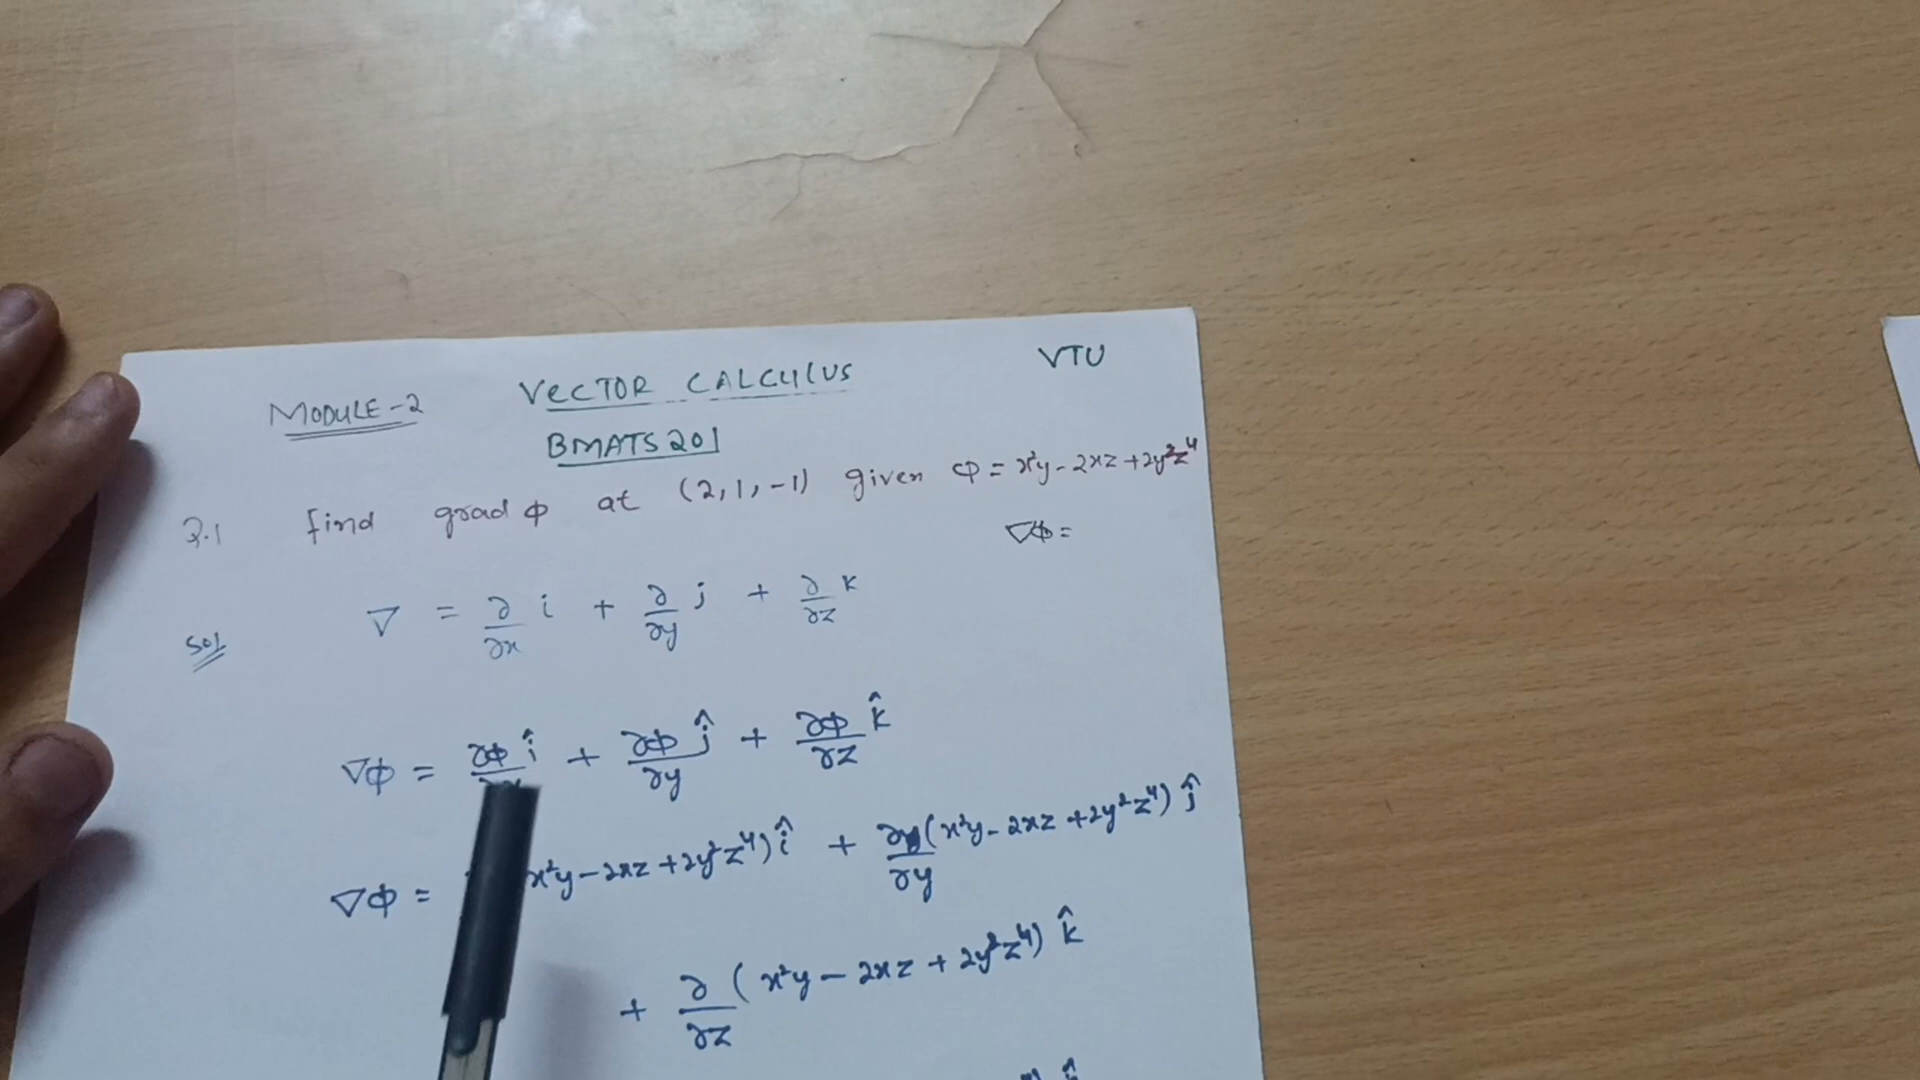 MODULE-2 VECTOR CALCULUS VTU
BMATS201
Q.1 find grad φ at (2,1,-1) given φ = x²y - 2xz + 2y²z⁴
∇φ =
Sol ∇ = ∂/∂x i + ∂/∂y j + ∂/∂z k
∇φ = ∂φ/∂x î + ∂φ/∂y ĵ + ∂φ/∂z k̂
∇φ = x²y - 2xz + 2y²z⁴) î + ∂/∂y (x²y - 2xz + 2y²z⁴) ĵ
+ ∂/∂z (x²y - 2xz + 2y²z⁴) k̂